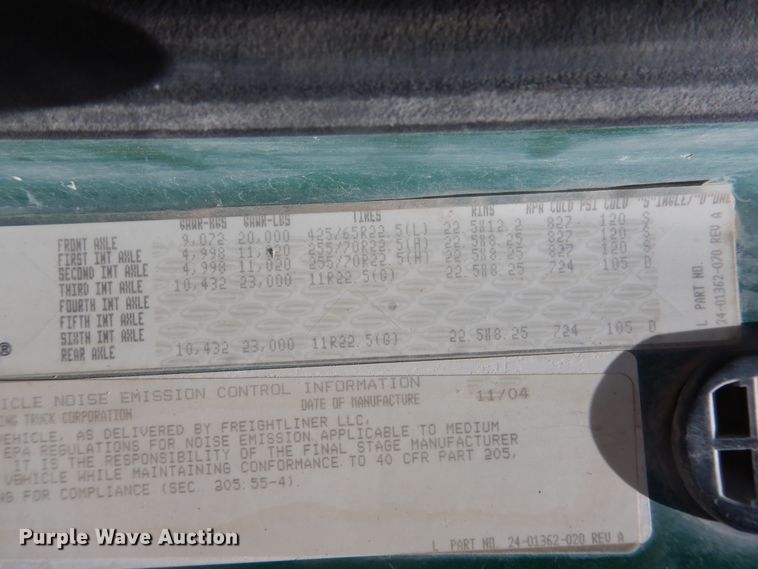 GAWR-KGS GAWR-LBS TIRES RIMS KPA COLD PSI COLD "S"INGLE/"D"UAL
FRONT AXLE 9,072 20,000 425/65R22.5(L) 22.5X12.2 827 120 S
FIRST INT AXLE 4,998 11,020 255/70R22.5(H) 22.5X8.25 827 120 S
SECOND INT AXLE 4,998 11,020 255/70R22.5(H) 22.5X8.25 827 120 S
THIRD INT AXLE 10,432 23,000 11R22.5(G) 22.5X8.25 724 105 D
FOURTH INT AXLE
FIFTH INT AXLE
SIXTH INT AXLE
REAR AXLE 10,432 23,000 11R22.5(G) 22.5X8.25 724 105 D
®
L PART NO. 24-01362-070 REV A
ICLE NOISE EMISSION CONTROL INFORMATION
ING TRUCK CORPORATION DATE OF MANUFACTURE 11/04
VEHICLE, AS DELIVERED BY FREIGHTLINER LLC,
EPA REGULATIONS FOR NOISE EMISSION APPLICABLE TO MEDIUM
IT IS THE RESPONSIBILITY OF THE FINAL STAGE MANUFACTURER
VEHICLE WHILE MAINTAINING CONFORMANCE TO 40 CFR PART 205,
NG FOR COMPLIANCE (SEC. 205:55-4).
L PART NO. 24-01362-020 REV A
Purple Wave Auction